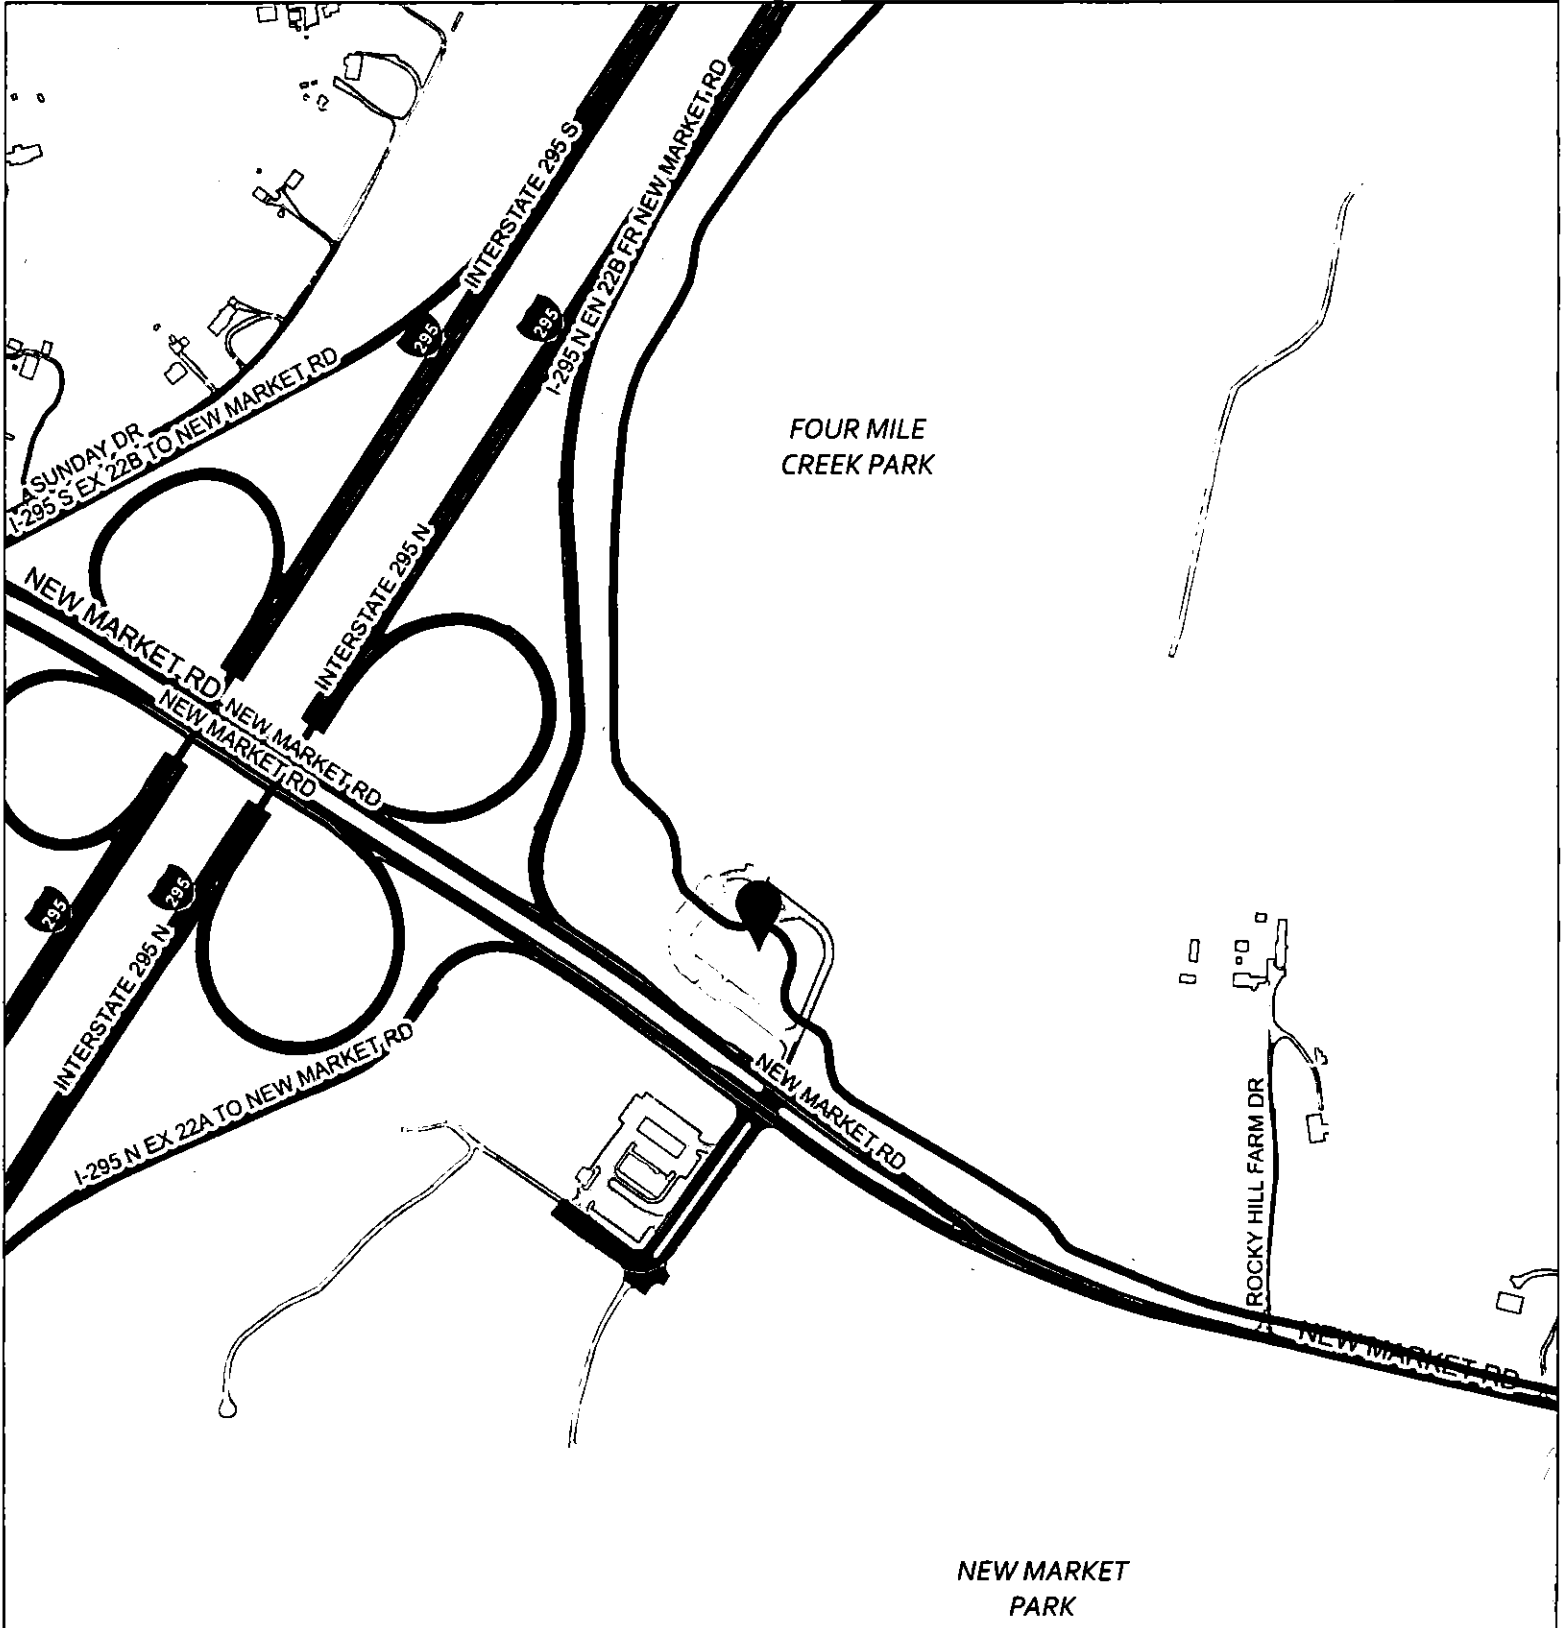 INTERSTATE 295 S
I-295 N EN 22B FR NEW MARKET RD
295
295
FOUR MILE
CREEK PARK
ASUNDAY DR
I-295 S EX 22B TO NEW MARKET RD
INTERSTATE 295 N
NEW MARKET RD
NEW MARKET RD
NEW MARKET RD
295
295
INTERSTATE 295 N
I-295 N EX 22A TO NEW MARKET RD
NEW MARKET RD
ROCKY HILL FARM DR
NEW MARKET RD
NEW MARKET
PARK